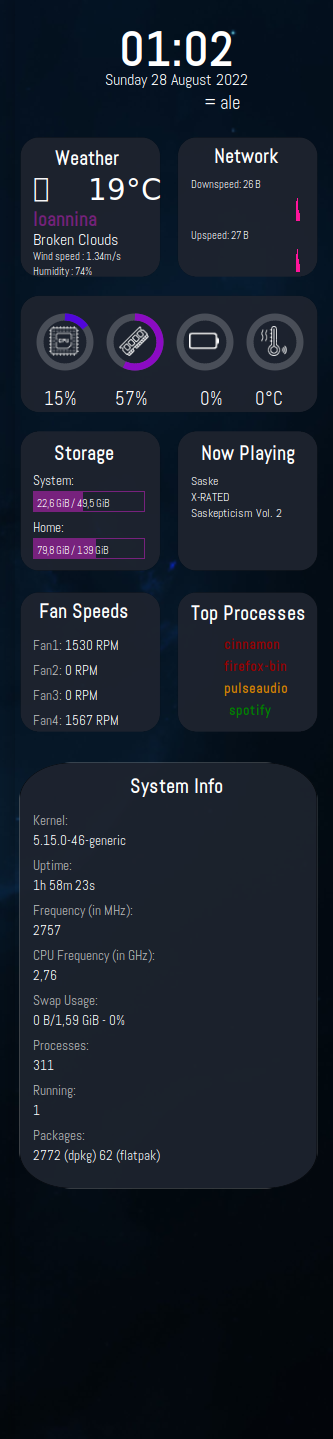 01:02
Sunday 28 August 2022
= ale
Weather
19°C
Ioannina
Broken Clouds
Wind speed : 1.34m/s
Humidity : 74%
Network
Downspeed: 26 B
Upspeed: 27 B
CPU
15% 57% 0% 0°C
Storage
System:
22,6 GiB / 49,5 GiB
Home:
79,8 GiB / 139 GiB
Now Playing
Saske
X-RATED
Saskepticism Vol. 2
Fan Speeds
Fan1: 1530 RPM
Fan2: 0 RPM
Fan3: 0 RPM
Fan4: 1567 RPM
Top Processes
cinnamon
firefox-bin
pulseaudio
spotify
System Info
Kernel:
5.15.0-46-generic
Uptime:
1h 58m 23s
Frequency (in MHz):
2757
CPU Frequency (in GHz):
2,76
Swap Usage:
0 B/1,59 GiB - 0%
Processes:
311
Running:
1
Packages:
2772 (dpkg) 62 (flatpak)